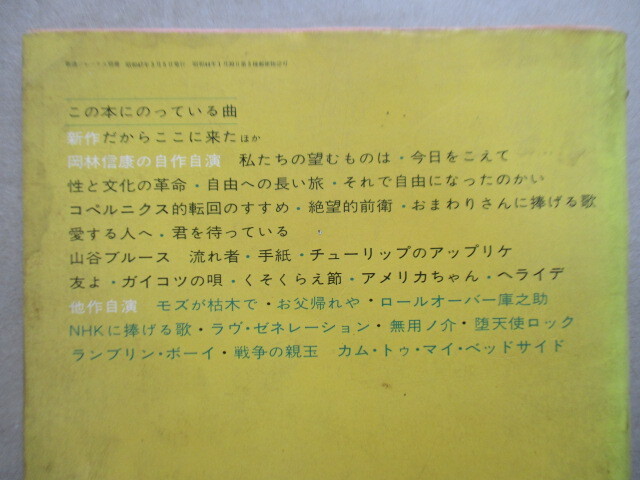 この本にのっている曲
新作だからここに来たほか
岡林信康の自作自演 私たちの望むものは・今日をこえて
性と文化の革命・自由への長い旅・それで自由になったのかい
コペルニクス的転回のすすめ・絶望的前衛・おまわりさんに捧げる歌
愛する人へ・君を待っている
山谷ブルース 流れ者・手紙・チューリップのアップリケ
友よ・ガイコツの唄・くそくらえ節・アメリカちゃん・ヘライデ
他作自演 モズが枯木で・お父帰れや・ロールオーバー庫之助
NHKに捧げる歌・ラヴ・ゼネレーション・無用ノ介・堕天使ロック
ランブリン・ボーイ・戦争の親玉 カム・トゥ・マイ・ベッドサイド